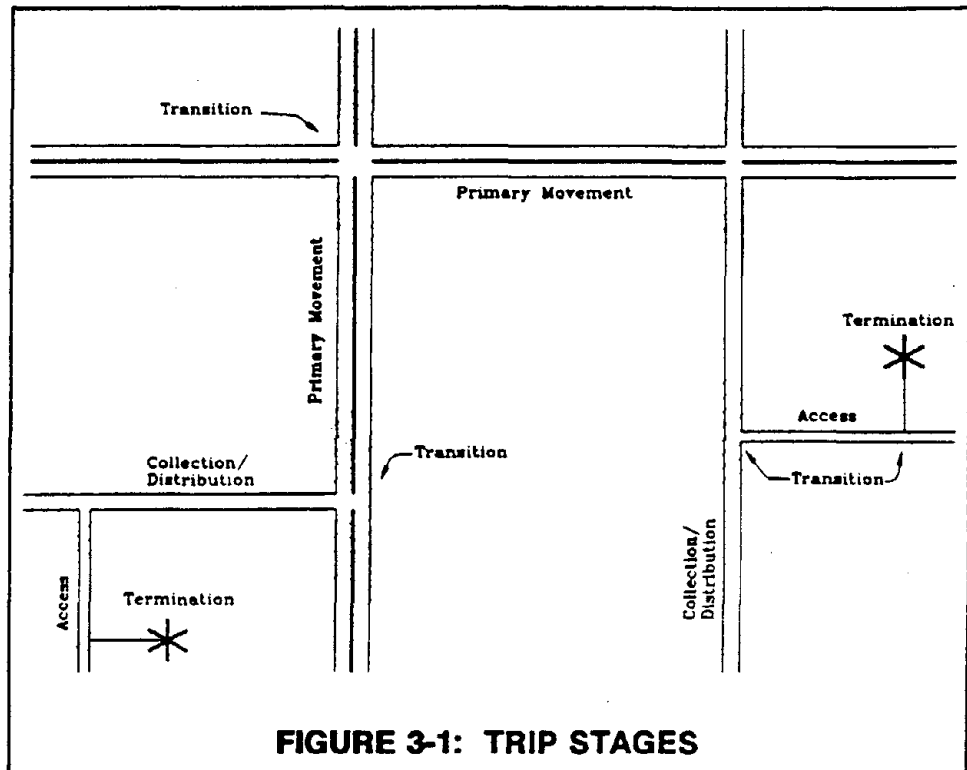 Transition
Primary Movement
Primary Movement
Termination
Access
Transition
Transition
Collection/
Distribution
Collection/
Distribution
Access
Termination
FIGURE 3-1: TRIP STAGES